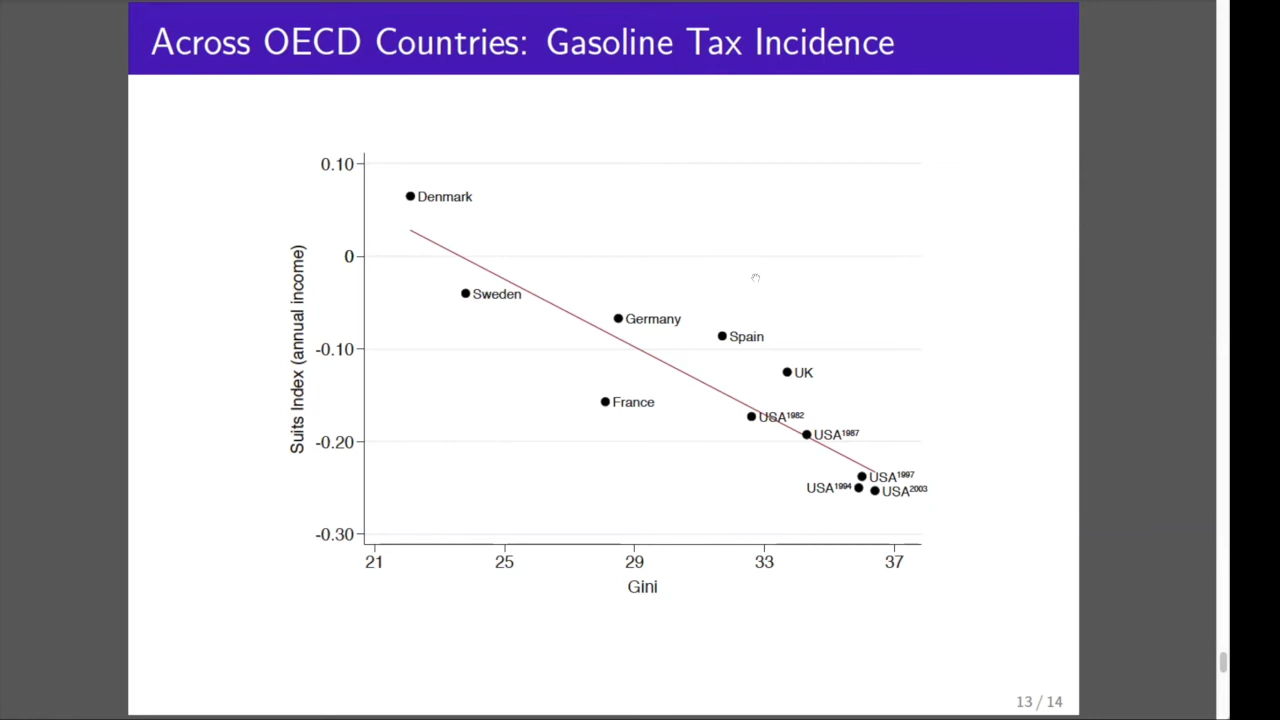 Across OECD Countries: Gasoline Tax Incidence
0.10
Denmark
0
Sweden
Germany
Spain
-0.10
UK
France
USA1982
USA1987
-0.20
USA1997
USA1994
USA2003
-0.30
21 25 29 33 37
Gini
Suits Index (annual income)
13 / 14